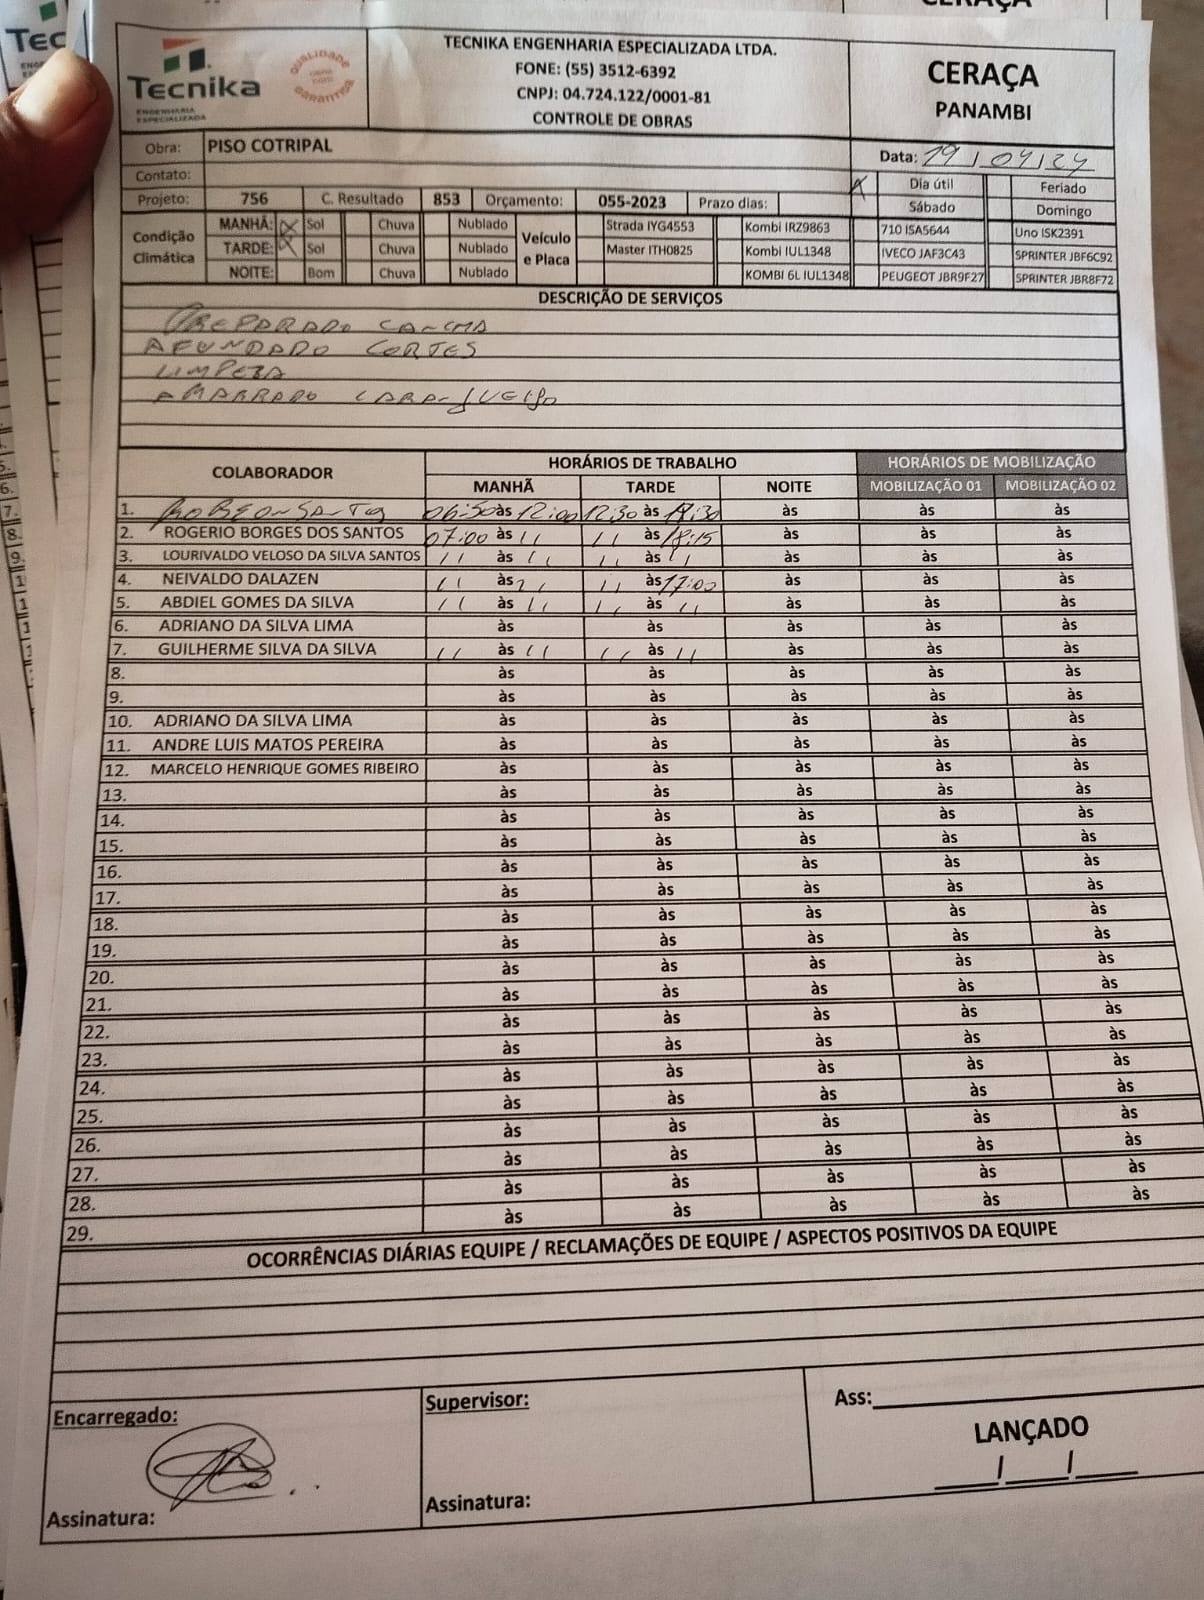 CERAÇA
Tec
Tecnika
ENGENHARIA
ESPECIALIZADA
QUALIDADE
GARANTIDA
TECNIKA ENGENHARIA ESPECIALIZADA LTDA.
FONE: (55) 3512-6392
CNPJ: 04.724.122/0001-81
CONTROLE DE OBRAS
CERAÇA
PANAMBI
Obra: PISO COTRIPAL
Data: 19/04/24
Contato:
X Dia útil Feriado
Sábado Domingo
Projeto: 756 C. Resultado 853 Orçamento: 055-2023 Prazo dias:
Condição Climática
MANHÃ: X Sol Chuva Nublado
TARDE: X Sol Chuva Nublado
NOITE: Bom Chuva Nublado
Veículo e Placa
Strada IYG4553 Kombi IRZ9863 710 ISA5644 Uno ISK2391
Master ITH0825 Kombi IUL1348 IVECO JAF3C43 SPRINTER JBF6C92
KOMBI 6L IUL1348 PEUGEOT JBR9F27 SPRINTER JBR8F72
DESCRIÇÃO DE SERVIÇOS
PREPARADO CANCHA
AFUNDADO CORTES
LIMPEZA
AMARRADO
COLABORADOR HORÁRIOS DE TRABALHO HORÁRIOS DE MOBILIZAÇÃO
MANHÃ TARDE NOITE MOBILIZAÇÃO 01 MOBILIZAÇÃO 02
1. ROBSON SANTOS 06:50 às 12:00 12:30 às 19:30 às às às
2. ROGERIO BORGES DOS SANTOS 07:00 às 11 11 às 18:15 às às às
3. LOURIVALDO VELOSO DA SILVA SANTOS 11 às 11 11 às 11 às às às
4. NEIVALDO DALAZEN 11 às 11 11 às 17:00 às às às
5. ABDIEL GOMES DA SILVA 11 às 11 11 às 11 às às às
6. ADRIANO DA SILVA LIMA às às às às às
7. GUILHERME SILVA DA SILVA 11 às 11 11 às 11 às às às
8. às às às às às
9. às às às às às
10. ADRIANO DA SILVA LIMA às às às às às
11. ANDRE LUIS MATOS PEREIRA às às às às às
12. MARCELO HENRIQUE GOMES RIBEIRO às às às às às
13. às às às às às
14. às às às às às
15. às às às às às
16. às às às às às
17. às às às às às
18. às às às às às
19. às às às às às
20. às às às às às
21. às às às às às
22. às às às às às
23. às às às às às
24. às às às às às
25. às às às às às
26. às às às às às
27. às às às às às
28. às às às às às
29. às às às às às
OCORRÊNCIAS DIÁRIAS EQUIPE / RECLAMAÇÕES DE EQUIPE / ASPECTOS POSITIVOS DA EQUIPE
Encarregado:
Assinatura:
Supervisor:
Assinatura:
Ass:
LANÇADO
/ /